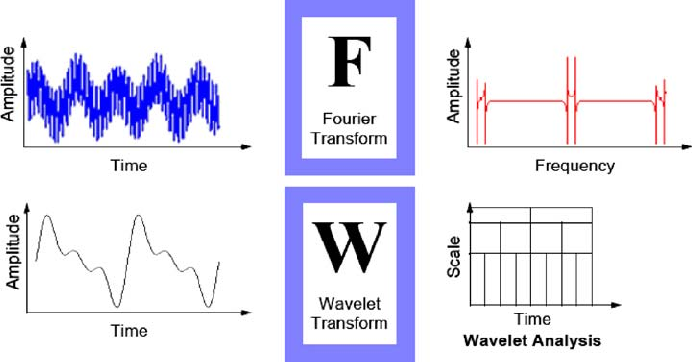 Amplitude
Time
F
Fourier
Transform
Amplitude
Frequency
Amplitude
Time
W
Wavelet
Transform
Scale
Time
Wavelet Analysis